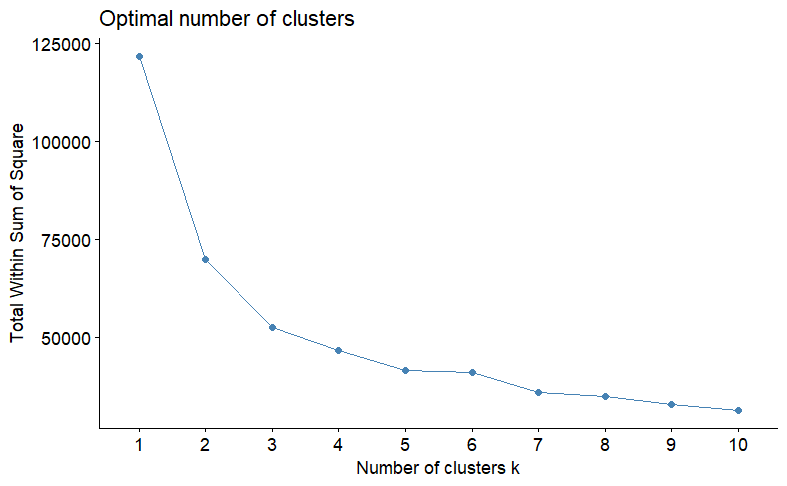 Optimal number of clusters
Total Within Sum of Square
125000
100000
75000
50000
1 2 3 4 5 6 7 8 9 10
Number of clusters k